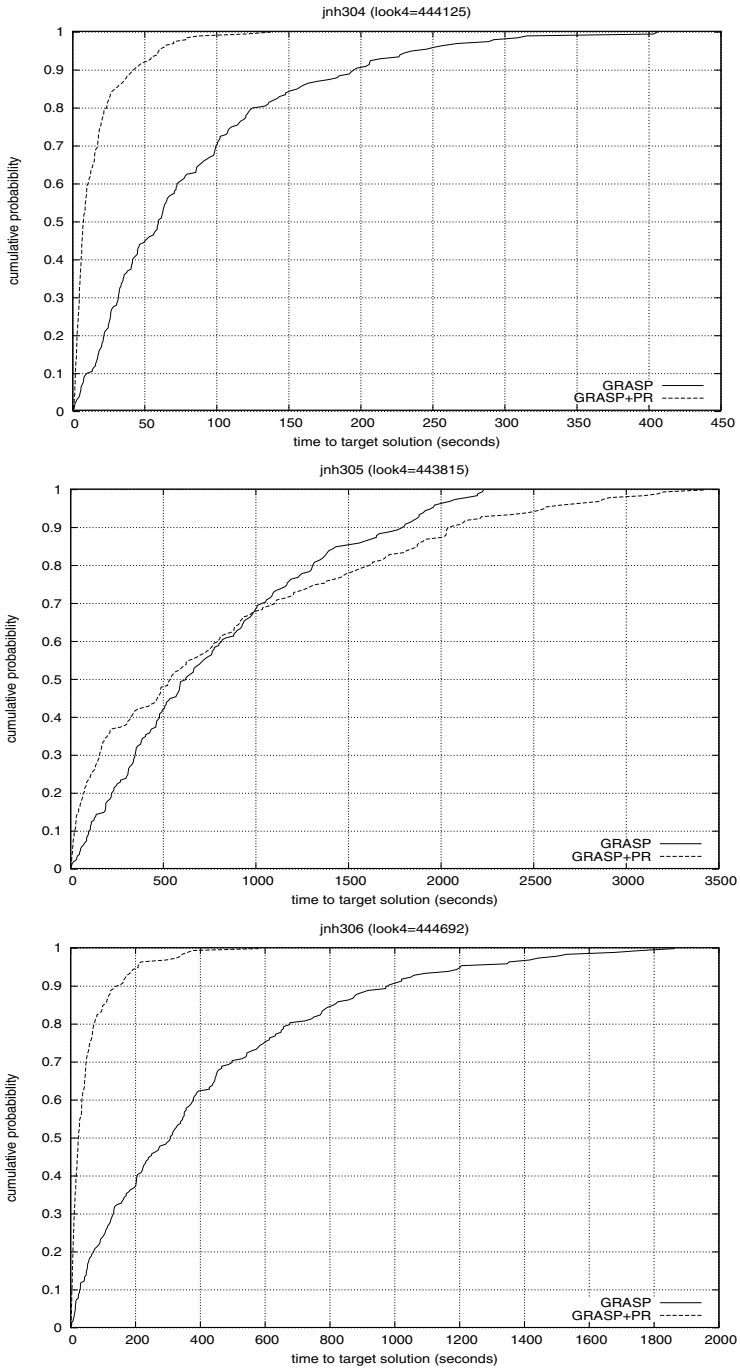 jnh304 (look4=444125)
1
0.9
0.8
0.7
0.6
0.5
0.4
0.3
0.2
0.1
0
cumulative probability
GRASP
GRASP+PR
0 50 100 150 200 250 300 350 400 450
time to target solution (seconds)
jnh305 (look4=443815)
1
0.9
0.8
0.7
0.6
0.5
0.4
0.3
0.2
0.1
0
cumulative probability
GRASP
GRASP+PR
0 500 1000 1500 2000 2500 3000 3500
time to target solution (seconds)
jnh306 (look4=444692)
1
0.9
0.8
0.7
0.6
0.5
0.4
0.3
0.2
0.1
0
cumulative probability
GRASP
GRASP+PR
0 200 400 600 800 1000 1200 1400 1600 1800 2000
time to target solution (seconds)